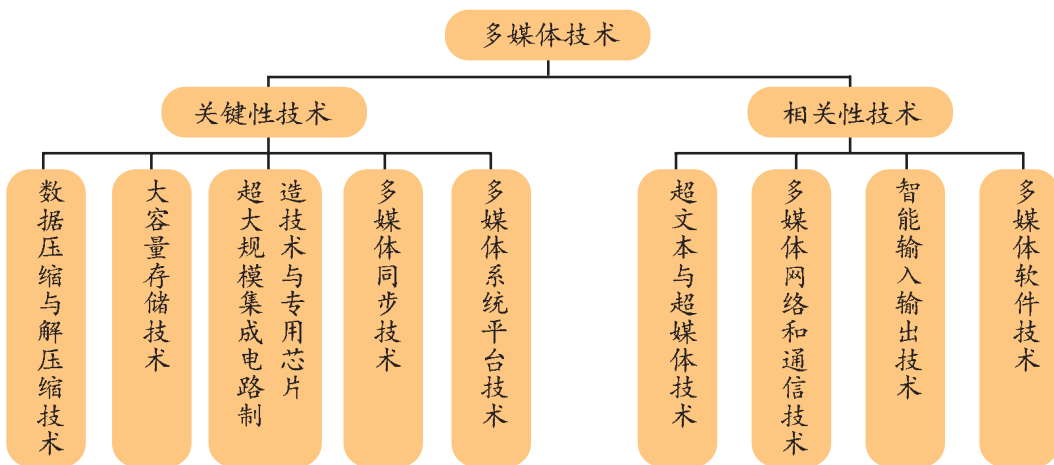 多媒体技术
关键性技术
相关性技术
数据压缩与解压缩技术
大容量存储技术
超大规模集成电路制
造技术与专用芯片
多媒体同步技术
多媒体系统平台技术
超文本与超媒体技术
多媒体网络和通信技术
智能输入输出技术
多媒体软件技术